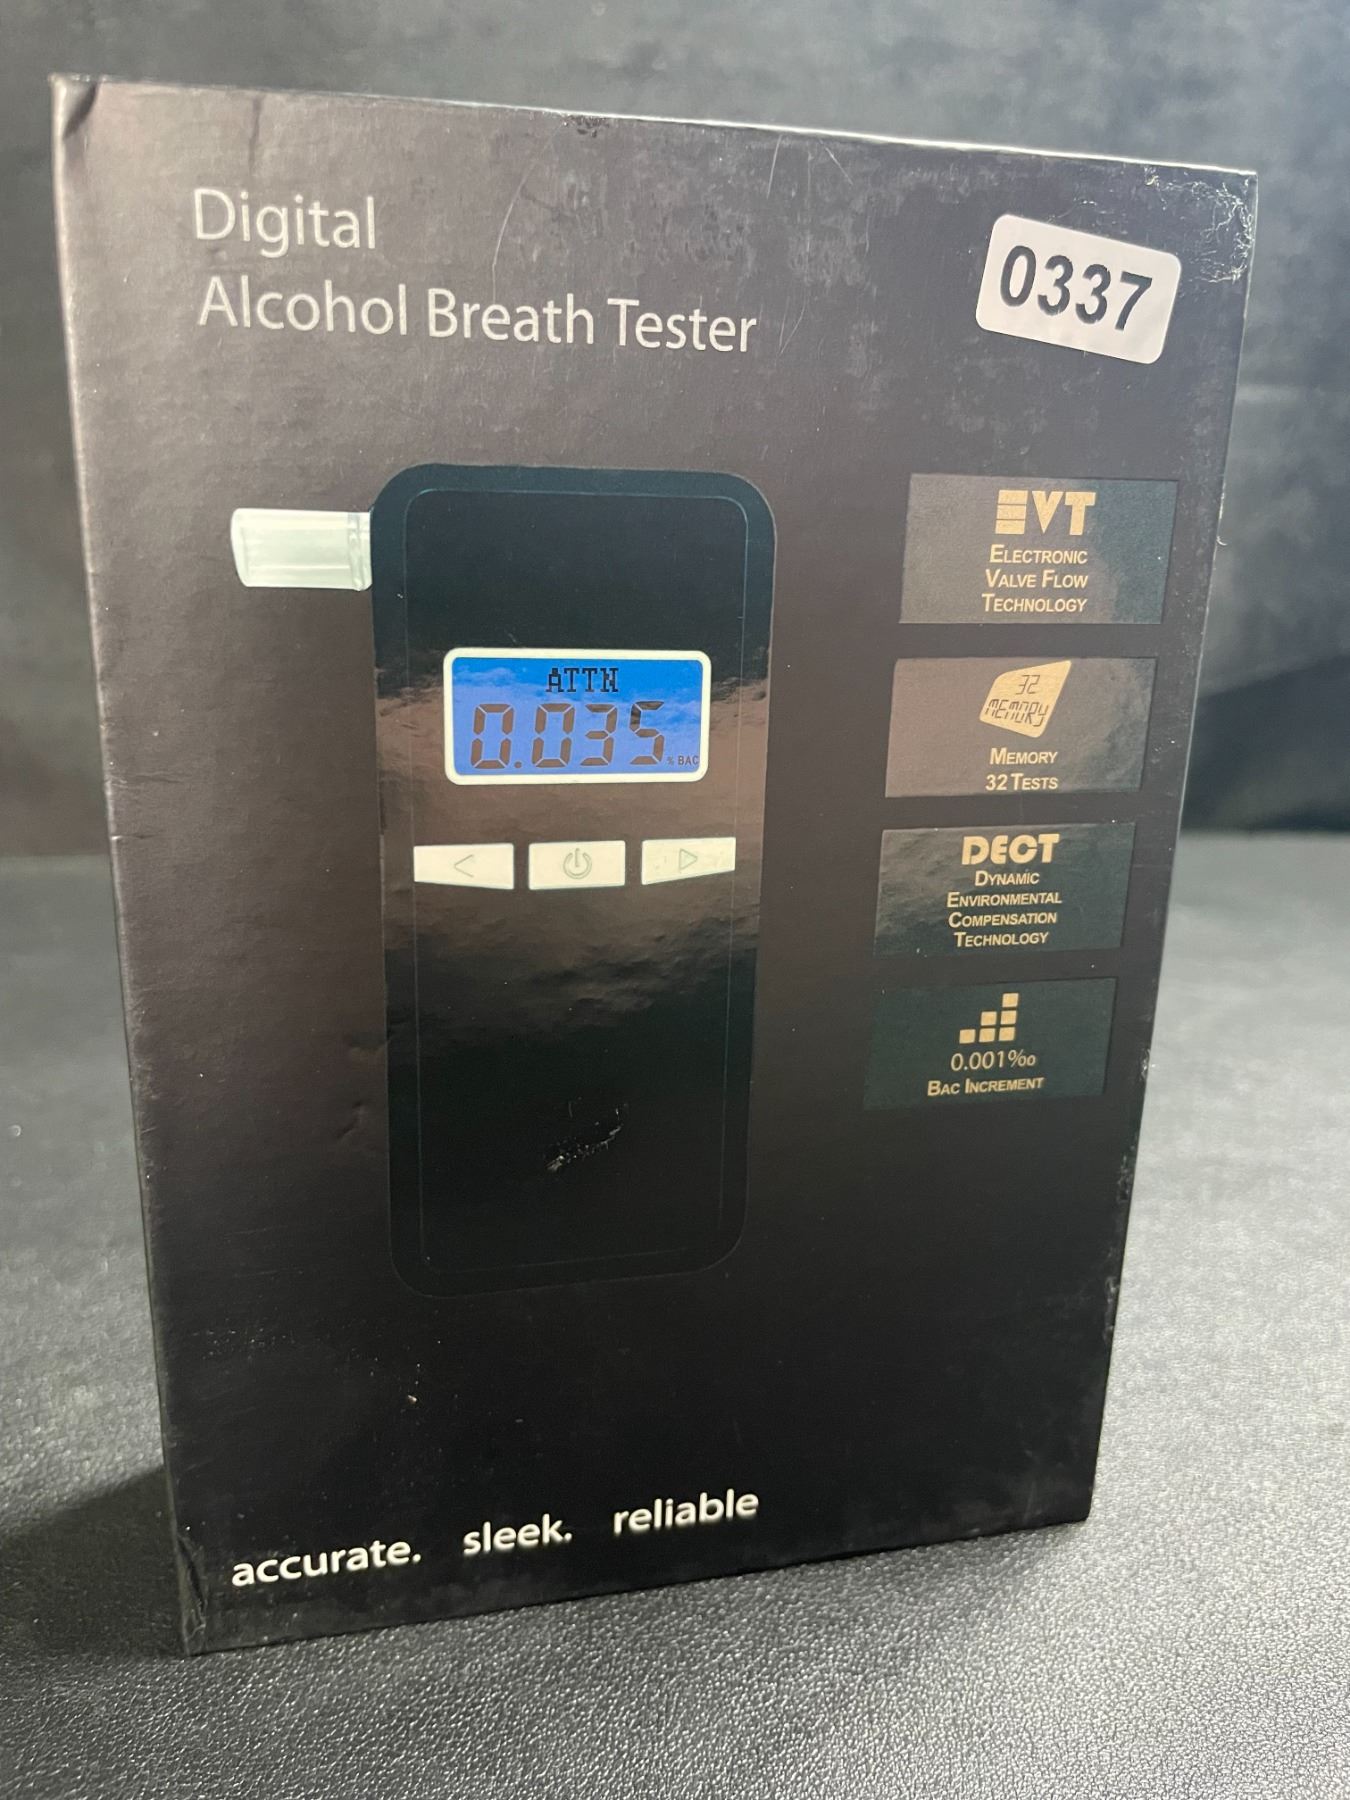 Digital
Alcohol Breath Tester
0337
EVT
ELECTRONIC
VALVE FLOW
TECHNOLOGY
ATTN
0.035 % BAC
32
MEMORY
MEMORY
32 TESTS
DECT
DYNAMIC
ENVIRONMENTAL
COMPENSATION
TECHNOLOGY
0.001‰
BAC INCREMENT
accurate. sleek. reliable